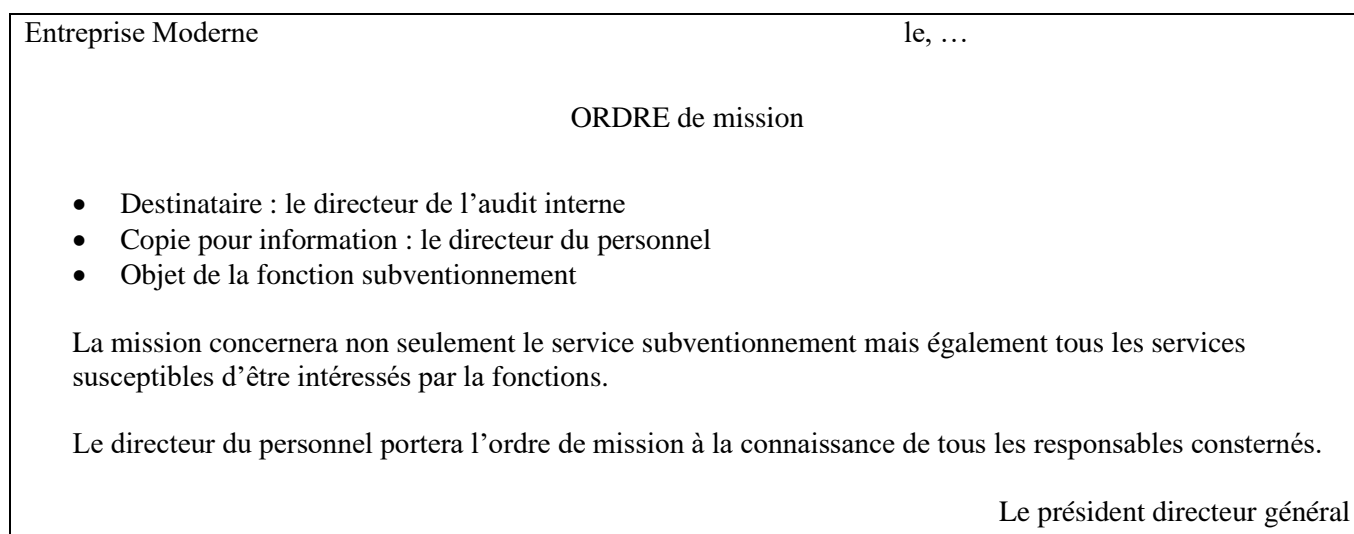 Entreprise Moderne le, …
ORDRE de mission
• Destinataire : le directeur de l’audit interne
• Copie pour information : le directeur du personnel
• Objet de la fonction subventionnement
La mission concernera non seulement le service subventionnement mais également tous les services
susceptibles d’être intéressés par la fonctions.
Le directeur du personnel portera l’ordre de mission à la connaissance de tous les responsables consternés.
Le président directeur général